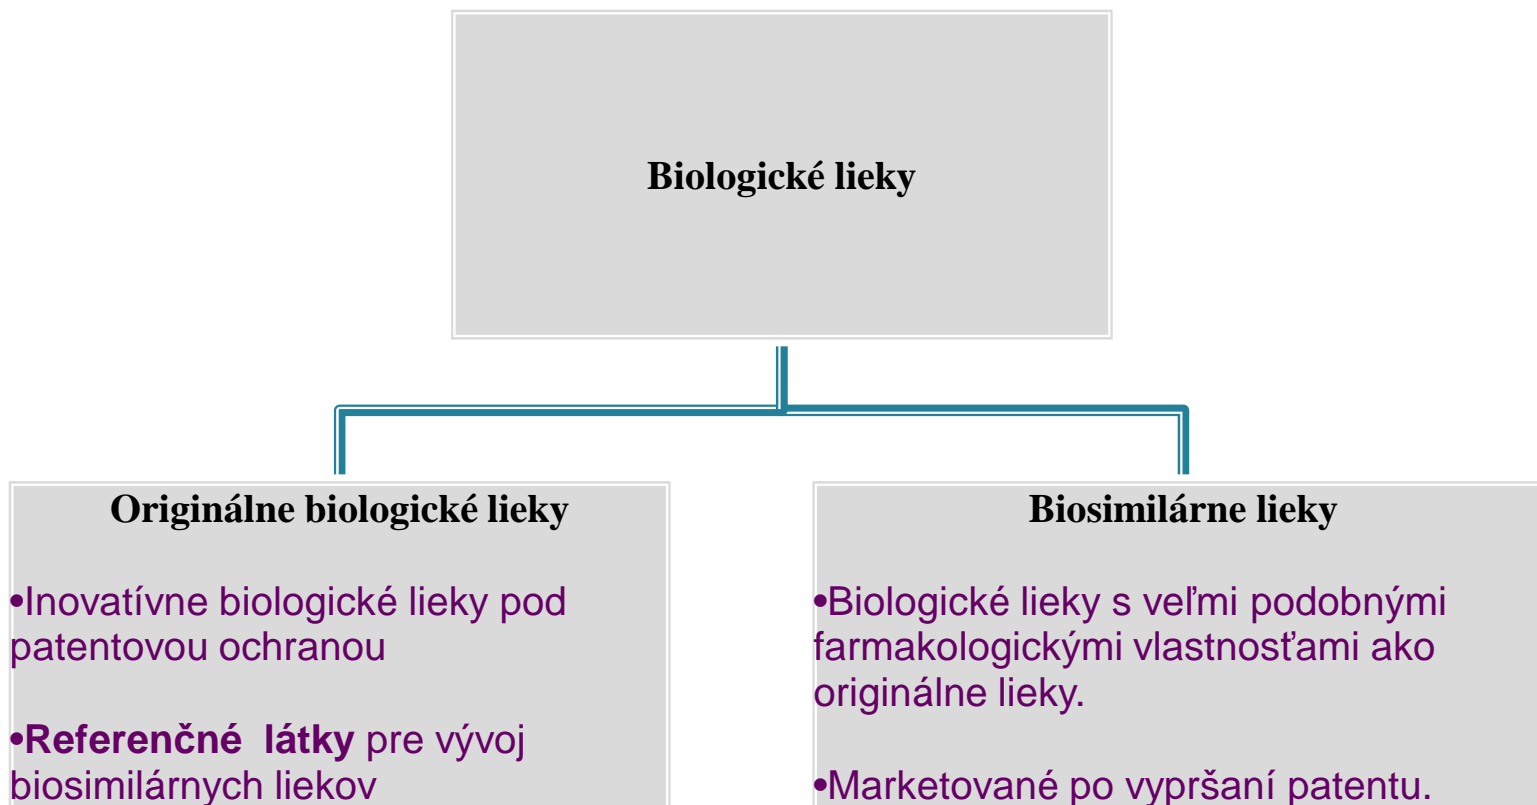 Biologické lieky
Originálne biologické lieky
•Inovatívne biologické lieky pod
patentovou ochranou
•Referenčné látky pre vývoj
biosimilárnych liekov
Biosimilárne lieky
•Biologické lieky s veľmi podobnými
farmakologickými vlastnosťami ako
originálne lieky.
•Marketované po vypršaní patentu.